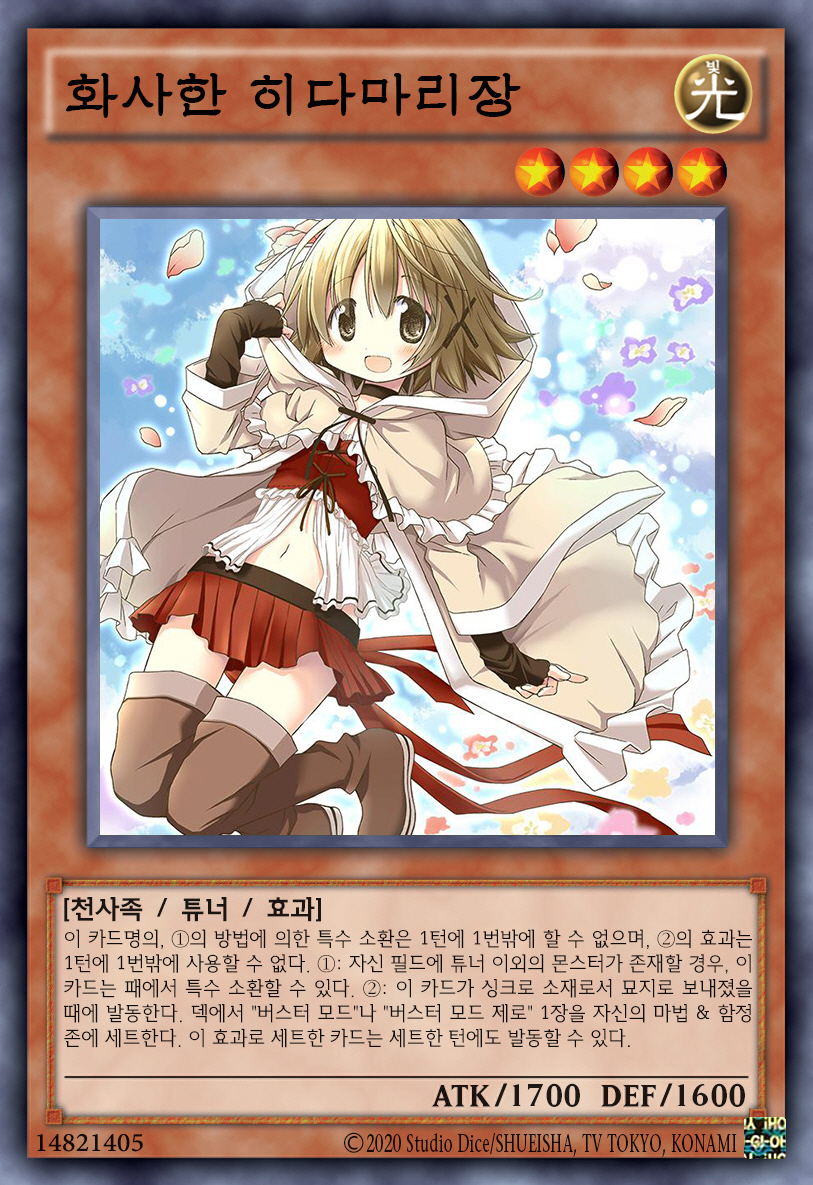 화사한 히다마리장
빛
光
[천사족 / 튜너 / 효과]
이 카드명의, ①의 방법에 의한 특수 소환은 1턴에 1번밖에 할 수 없으며, ②의 효과는
1턴에 1번밖에 사용할 수 없다. ①: 자신 필드에 튜너 이외의 몬스터가 존재할 경우, 이
카드는 패에서 특수 소환할 수 있다. ②: 이 카드가 싱크로 소재로서 묘지로 보내졌을
때에 발동한다. 덱에서 "버스터 모드"나 "버스터 모드 제로" 1장을 자신의 마법 & 함정
존에 세트한다. 이 효과로 세트한 카드는 세트한 턴에도 발동할 수 있다.
ATK/1700 DEF/1600
14821405 ©2020 Studio Dice/SHUEISHA, TV TOKYO, KONAMI